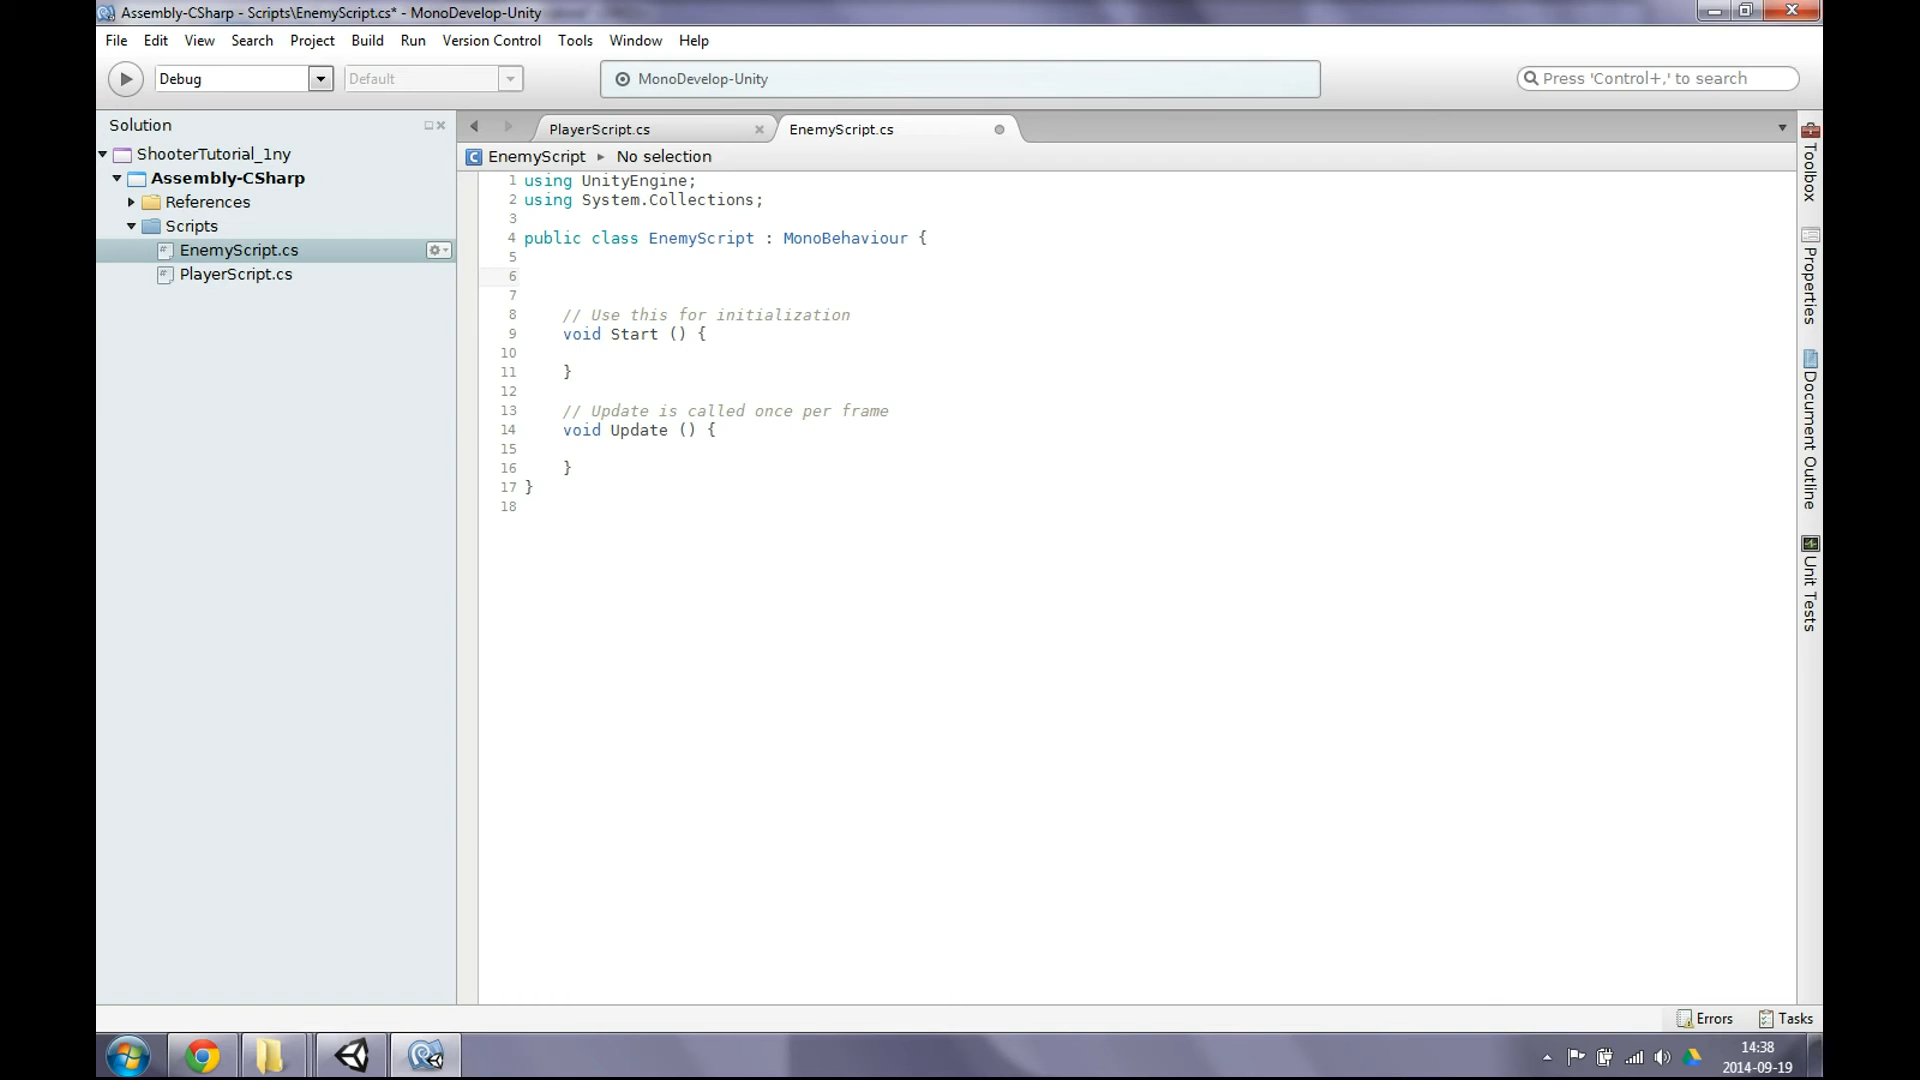 Assembly-CSharp - Scripts\EnemyScript.cs* - MonoDevelop-Unity
File Edit View Search Project Build Run Version Control Tools Window Help
Debug Default MonoDevelop-Unity Press 'Control+,' to search
Solution
ShooterTutorial_1ny
Assembly-CSharp
References
Scripts
EnemyScript.cs
PlayerScript.cs
PlayerScript.cs EnemyScript.cs
EnemyScript No selection
1 using UnityEngine;
2 using System.Collections;
3
4 public class EnemyScript : MonoBehaviour {
5
6
7
8 // Use this for initialization
9 void Start () {
10
11 }
12
13 // Update is called once per frame
14 void Update () {
15
16 }
17 }
18
Toolbox
Properties
Document Outline
Unit Tests
Errors Tasks
14:38
2014-09-19